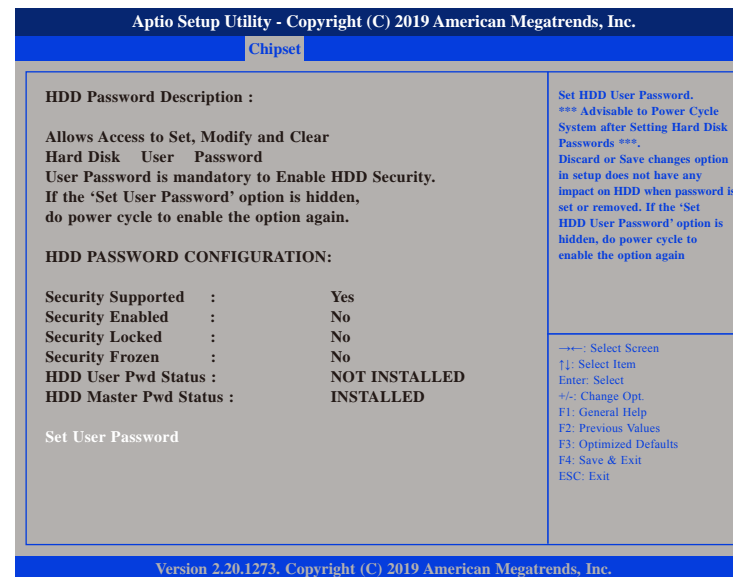 Aptio Setup Utility - Copyright (C) 2019 American Megatrends, Inc.
Chipset
HDD Password Description :
Allows Access to Set, Modify and Clear
Hard Disk User Password
User Password is mandatory to Enable HDD Security.
If the ‘Set User Password’ option is hidden,
do power cycle to enable the option again.
HDD PASSWORD CONFIGURATION:
Security Supported : Yes
Security Enabled : No
Security Locked : No
Security Frozen : No
HDD User Pwd Status : NOT INSTALLED
HDD Master Pwd Status : INSTALLED
Set User Password
Set HDD User Password.
*** Advisable to Power Cycle
System after Setting Hard Disk
Passwords ***.
Discard or Save changes option
in setup does not have any
impact on HDD when password is
set or removed. If the ‘Set
HDD User Password’ option is
hidden, do power cycle to
enable the option again
→←: Select Screen
↑↓: Select Item
Enter: Select
+/-: Change Opt.
F1: General Help
F2: Previous Values
F3: Optimized Defaults
F4: Save & Exit
ESC: Exit
Version 2.20.1273. Copyright (C) 2019 American Megatrends, Inc.